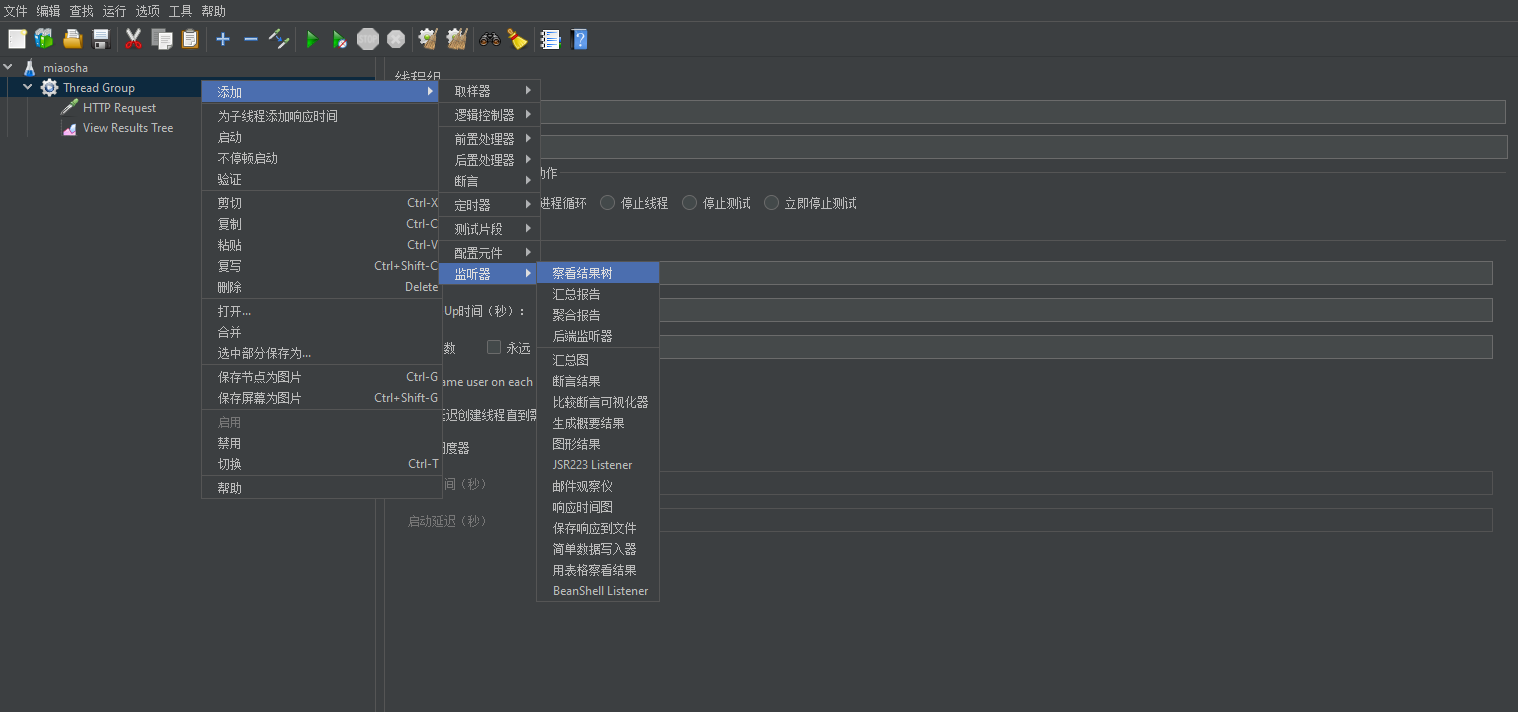 文件 编辑 查找 运行 选项 工具 帮助
STOP
miaosha
Thread Group
HTTP Request
View Results Tree
线程组
添加
为子线程添加响应时间
启动
不停顿启动
验证
剪切 Ctrl-X
复制 Ctrl-C
粘贴 Ctrl-V
复写 Ctrl+Shift-C
删除 Delete
打开...
合并
选中部分保存为...
保存节点为图片 Ctrl-G
保存屏幕为图片 Ctrl+Shift-G
启用
禁用
切换 Ctrl-T
帮助
取样器
逻辑控制器
前置处理器
后置处理器
断言
定时器
测试片段
配置元件
监听器
察看结果树
汇总报告
聚合报告
后端监听器
汇总图
断言结果
比较断言可视化器
生成概要结果
图形结果
JSR223 Listener
邮件观察仪
响应时间图
保存响应到文件
简单数据写入器
用表格察看结果
BeanShell Listener
动作
进程循环 停止线程 停止测试 立即停止测试
Up时间（秒）:
数 永远
ame user on each
迟创建线程直到需
度器
间（秒）
启动延迟（秒）